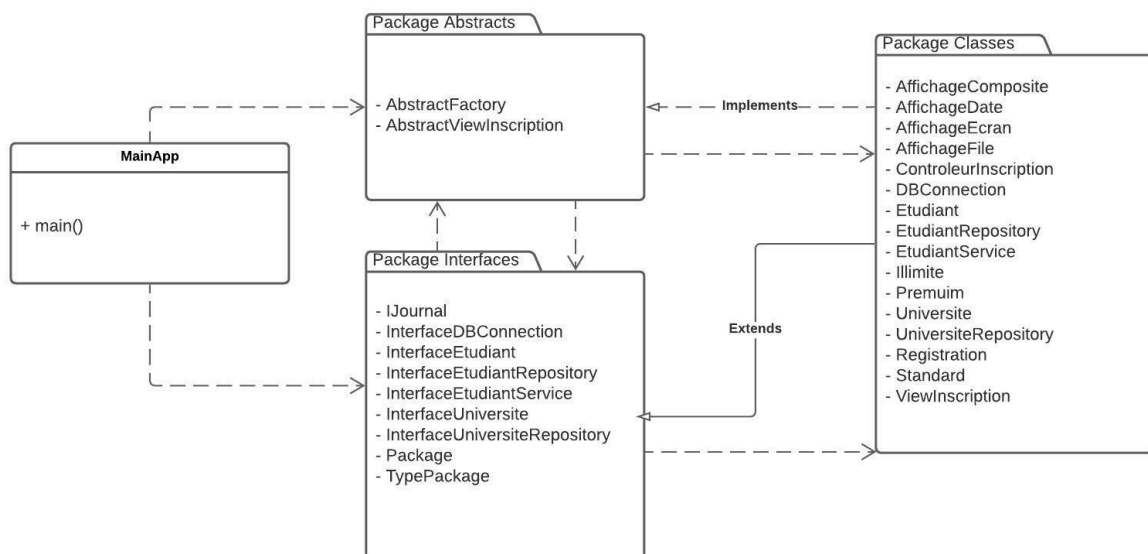 Package Abstracts
- AbstractFactory
- AbstractViewInscription
MainApp
+ main()
Package Interfaces
- IJournal
- InterfaceDBConnection
- InterfaceEtudiant
- InterfaceEtudiantRepository
- InterfaceEtudiantService
- InterfaceUniversite
- InterfaceUniversiteRepository
- Package
- TypePackage
Implements
Extends
Package Classes
- AffichageComposite
- AffichageDate
- AffichageEcran
- AffichageFile
- ControleurInscription
- DBConnection
- Etudiant
- EtudiantRepository
- EtudiantService
- Illimite
- Premuim
- Universite
- UniversiteRepository
- Registration
- Standard
- ViewInscription